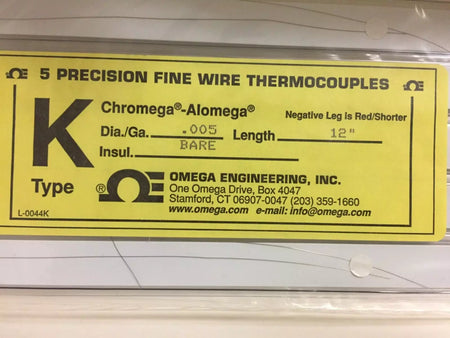 5 PRECISION FINE WIRE THERMOCOUPLES
K
Type
Chromega®-Alomega®
Negative Leg Is Red/Shorter
Dia./Ga. .005 Length 12"
Insul. BARE
® OMEGA ENGINEERING, INC.
One Omega Drive, Box 4047
Stamford, CT 06907-0047 (203) 359-1660
www.omega.com e-mail: info@omega.com
L-0044K